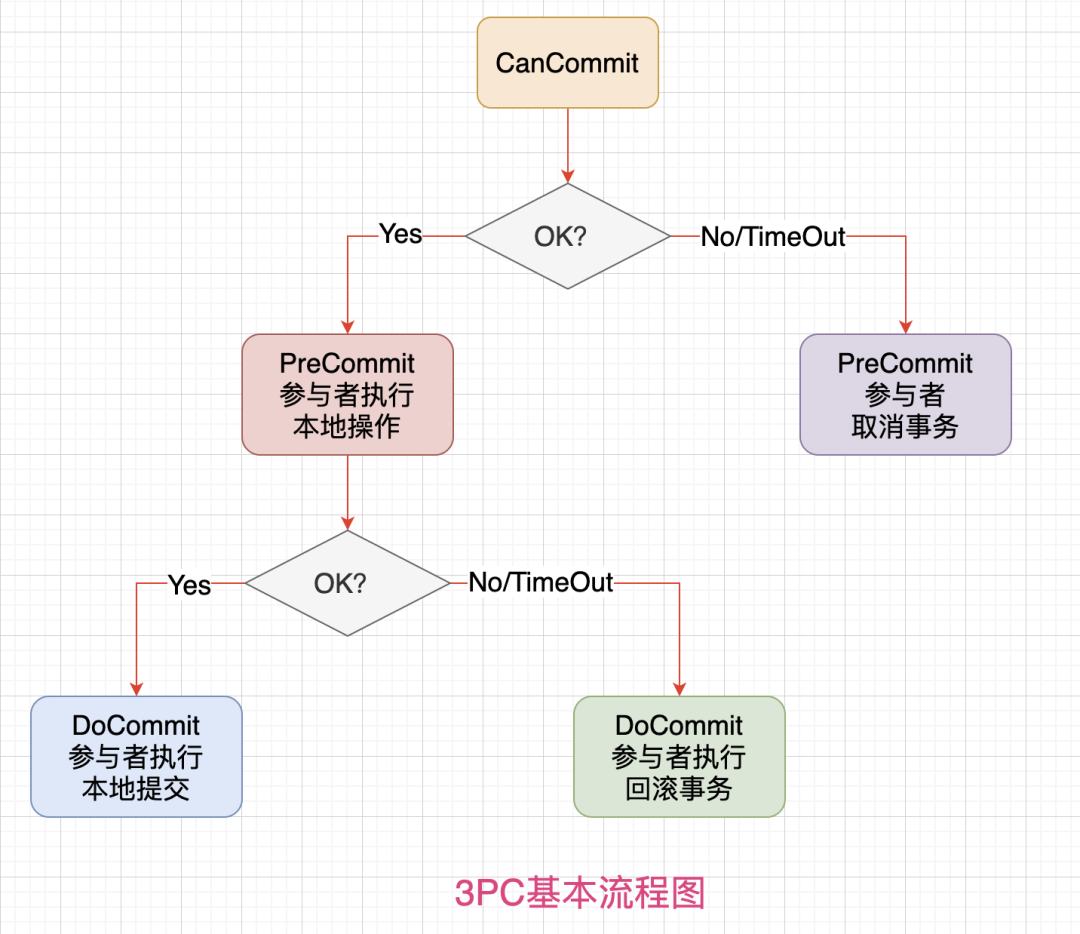 CanCommit
OK?
Yes
No/TimeOut
PreCommit
参与者执行
本地操作
PreCommit
参与者
取消事务
OK?
Yes
No/TimeOut
DoCommit
参与者执行
本地提交
DoCommit
参与者执行
回滚事务
3PC基本流程图